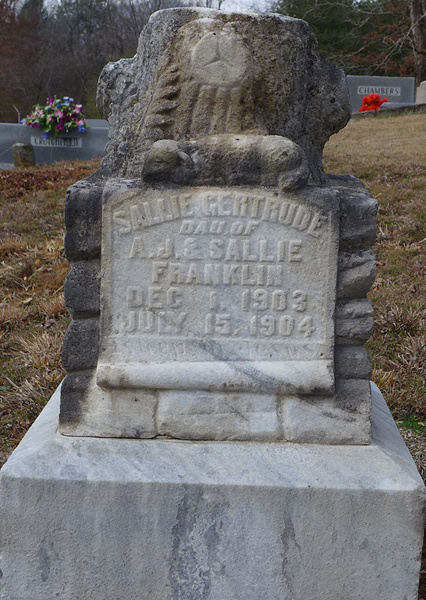 CHAMBERS
SALLIE GERTRUDE
DAU OF
A.J. & SALLIE
FRANKLIN
DEC 1, 1903
JULY 15, 1904